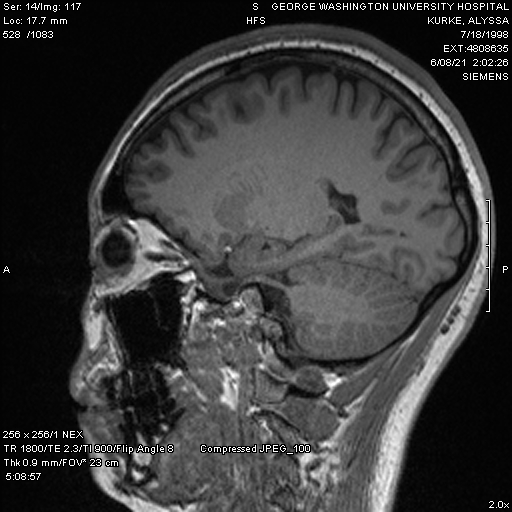 Ser: 14/Img: 117
Loc: 17.7 mm
528 /1083
S
HFS
GEORGE WASHINGTON UNIVERSITY HOSPITAL
KURKE, ALYSSA
7/18/1998
EXT:4808635
6/08/21 2:02:26
SIEMENS
A
P
256 x 256/1 NEX
TR 1800/TE 2.3/TI 900/Flip Angle 8
Thk 0.9 mm/FOV* 23 cm
5:08:57
Compressed JPEG_100
2.0x